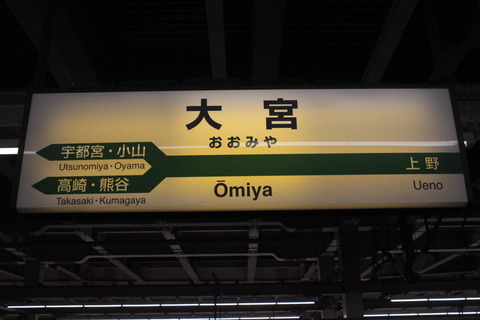 大宮
おおみや
宇都宮・小山
Utsunomiya・Oyama
上野
高崎・熊谷
Ōmiya
Ueno
Takasaki・Kumagaya